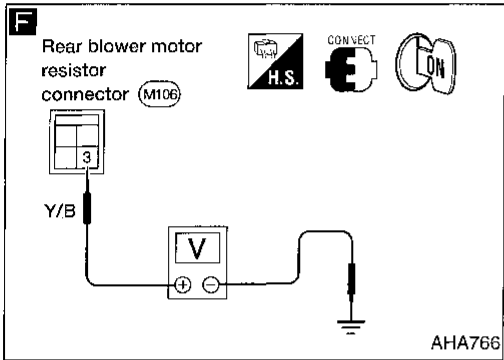 F
Rear blower motor
resistor
connector (M106)
H.S.
CONNECT
ON
3
Y/B
V
+ -
AHA766